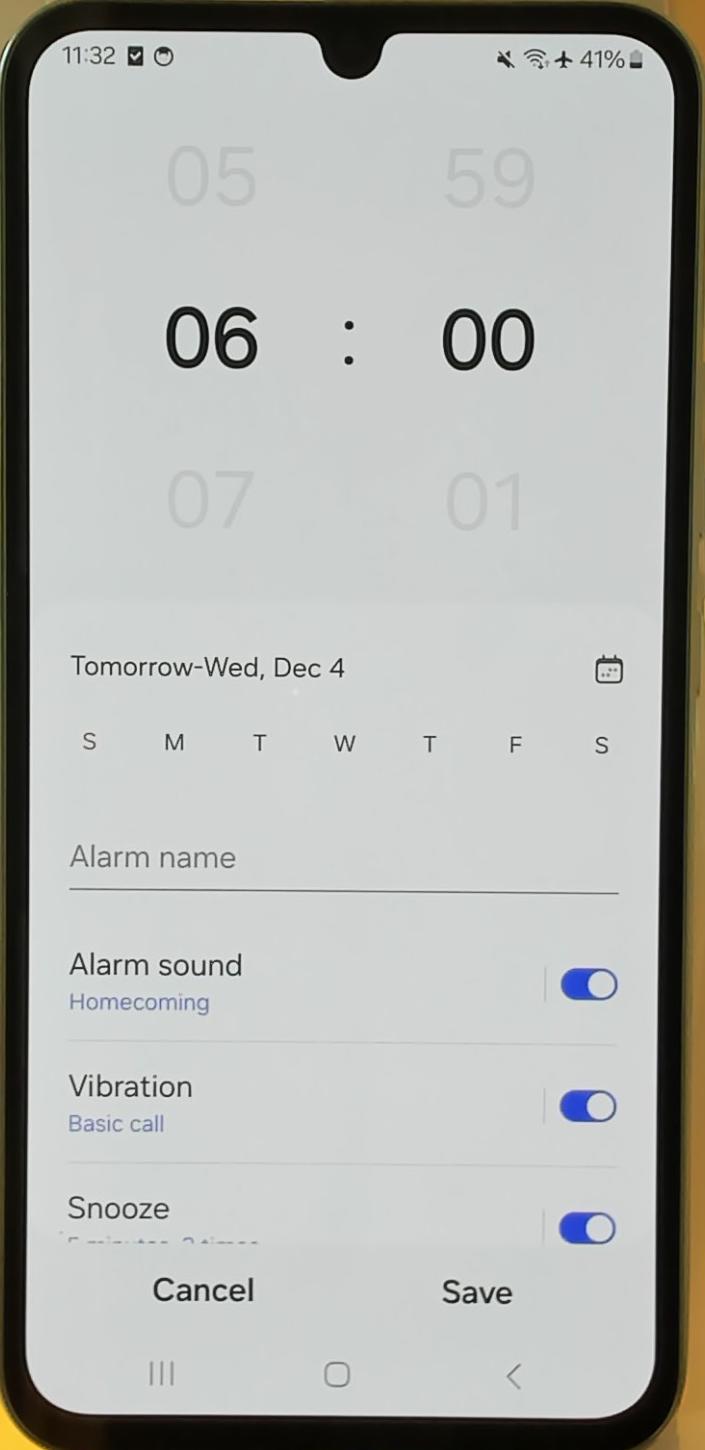 11:32 41%
05 59
06 : 00
07 01
Tomorrow-Wed, Dec 4
S M T W T F S
Alarm name
Alarm sound
Homecoming
Vibration
Basic call
Snooze
Cancel Save